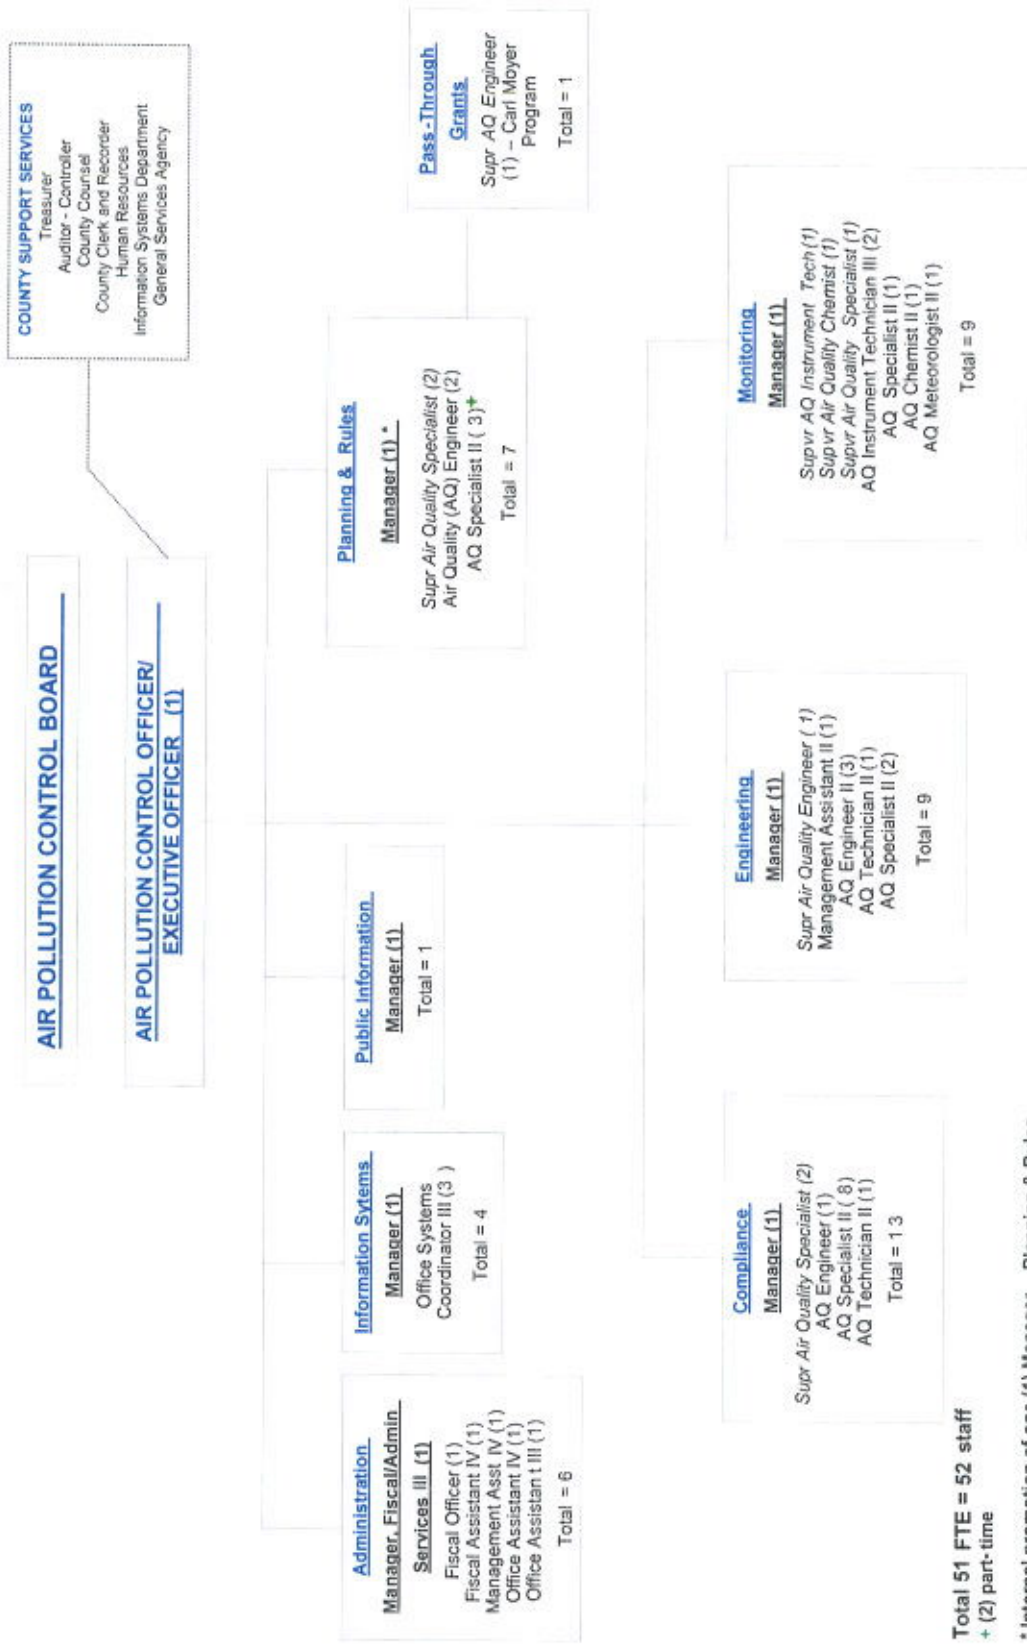 AIR POLLUTION CONTROL BOARD
AIR POLLUTION CONTROL OFFICER/
EXECUTIVE OFFICER (1)
COUNTY SUPPORT SERVICES
Treasurer
Auditor - Controller
County Counsel
County Clerk and Recorder
Human Resources
Information Systems Department
General Services Agency
Administration
Manager, Fiscal/Admin
Services III (1)
Fiscal Officer (1)
Fiscal Assistant IV (1)
Management Asst IV (1)
Office Assistant IV (1)
Office Assistan t III (1)
Total = 6
Information Sytems
Manager (1)
Office Systems
Coordinator III (3 )
Total = 4
Public Information
Manager (1)
Total = 1
Planning & Rules
Manager (1) *
Supr Air Quality Specialist (2)
Air Quality (AQ) Engineer (2)
AQ Specialist II ( 3)+
Total = 7
Pass-Through
Grants
Supr AQ Engineer
(1) – Carl Moyer
Program
Total = 1
Compliance
Manager (1)
Supr Air Quality Specialist (2)
AQ Engineer (1)
AQ Specialist II ( 8)
AQ Technician II (1)
Total = 1 3
Engineering
Manager (1)
Supr Air Quality Engineer ( 1)
Management Assistant II (1)
AQ Engineer II (3)
AQ Technician II (1)
AQ Specialist II (2)
Total = 9
Monitoring
Manager (1)
Supvr AQ Instrument Tech (1)
Supvr Air Quality Chemist (1)
Supvr Air Quality Specialist (1)
AQ Instrument Technician III (2)
AQ Specialist II (1)
AQ Chemist II (1)
AQ Meteorologist II (1)
Total = 9
Total 51 FTE = 52 staff
+ (2) part-time
* Internal promotion of one (1) Manager - Planning & Rules